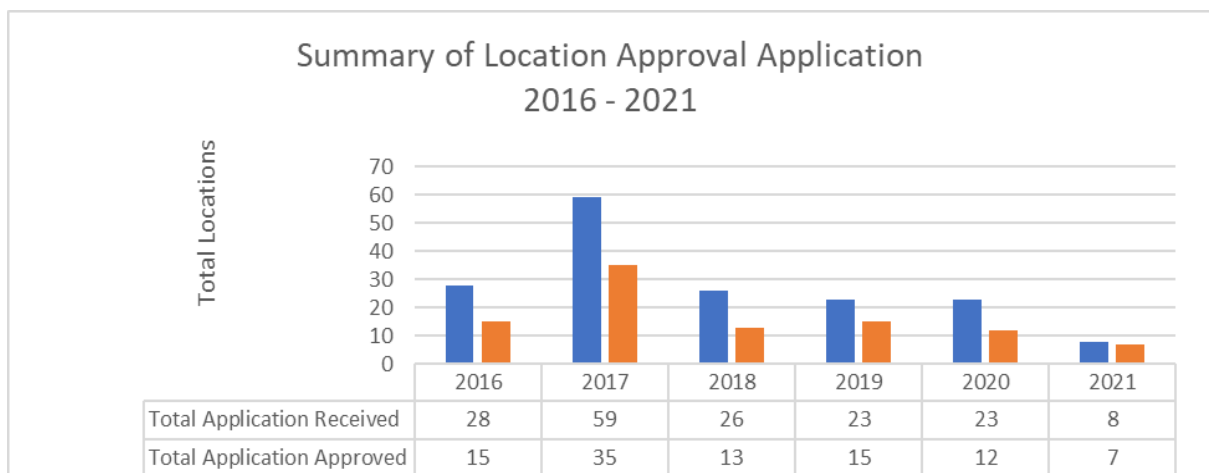 Summary of Location Approval Application
2016 - 2021
Total Locations
70
60
50
40
30
20
10
0
2016 2017 2018 2019 2020 2021
Total Application Received 28 59 26 23 23 8
Total Application Approved 15 35 13 15 12 7